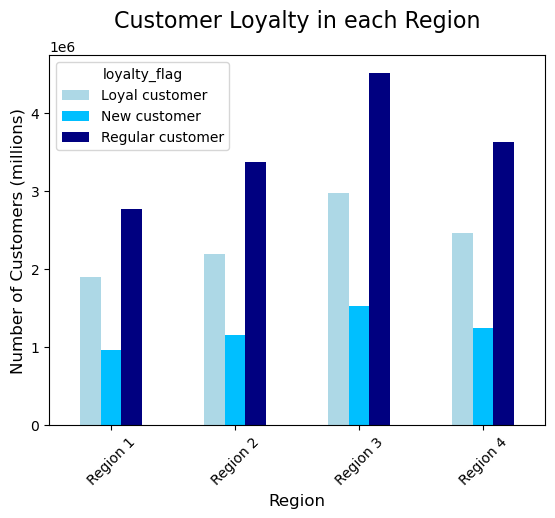 Customer Loyalty in each Region
1e6
loyalty_flag
Loyal customer
New customer
Regular customer
Number of Customers (millions)
4
3
2
1
0
Region 1
Region 2
Region 3
Region 4
Region